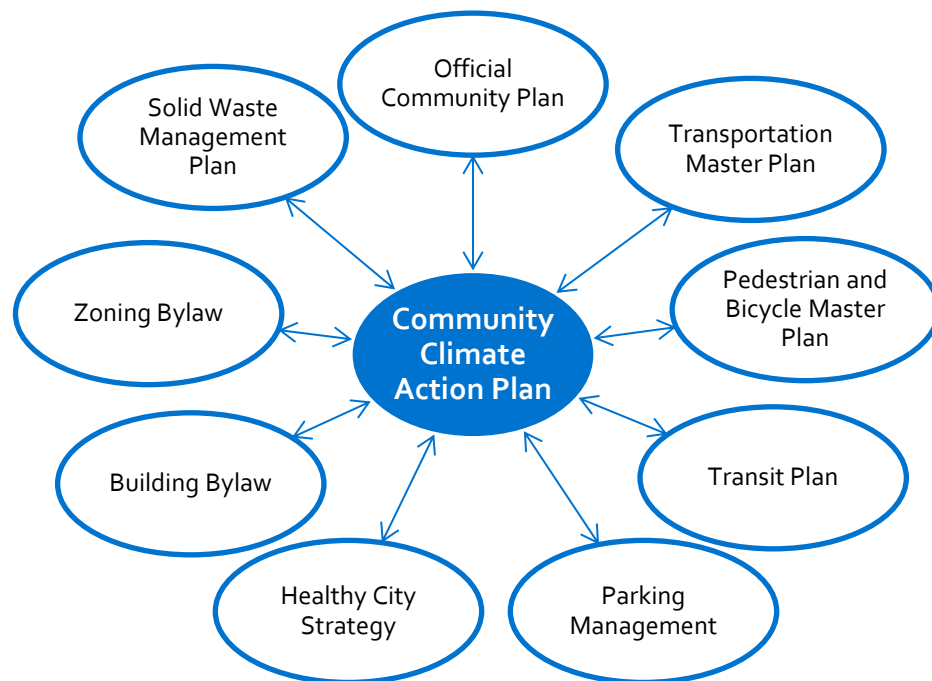 Official
Community Plan
Solid Waste
Management
Plan
Transportation
Master Plan
Zoning Bylaw
Pedestrian and
Bicycle Master
Plan
Community
Climate
Action Plan
Building Bylaw
Transit Plan
Healthy City
Strategy
Parking
Management